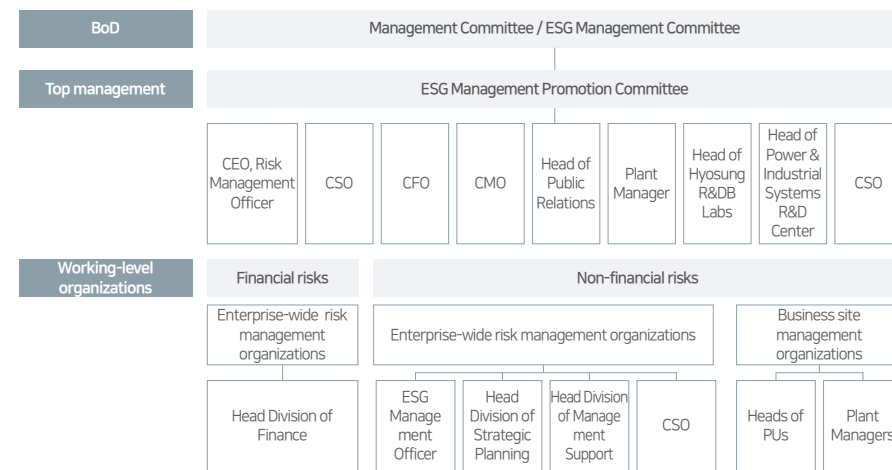 BoD
Management Committee / ESG Management Committee
Top management
ESG Management Promotion Committee
CEO, Risk
Management
Officer
CSO
CFO
CMO
Head of
Public
Relations
Plant
Manager
Head of
Hyosung
R&DB
Labs
Head of
Power &
Industrial
Systems
R&D
Center
CSO
Working-level
organizations
Financial risks
Non-financial risks
Enterprise-wide risk
management
organizations
Enterprise-wide risk management organizations
Business site
management
organizations
Head Division of
Finance
ESG
Manage
ment
Officer
Head
Division of
Strategic
Planning
Head Division
of Manage
ment
Support
CSO
Heads of
PUs
Plant
Managers